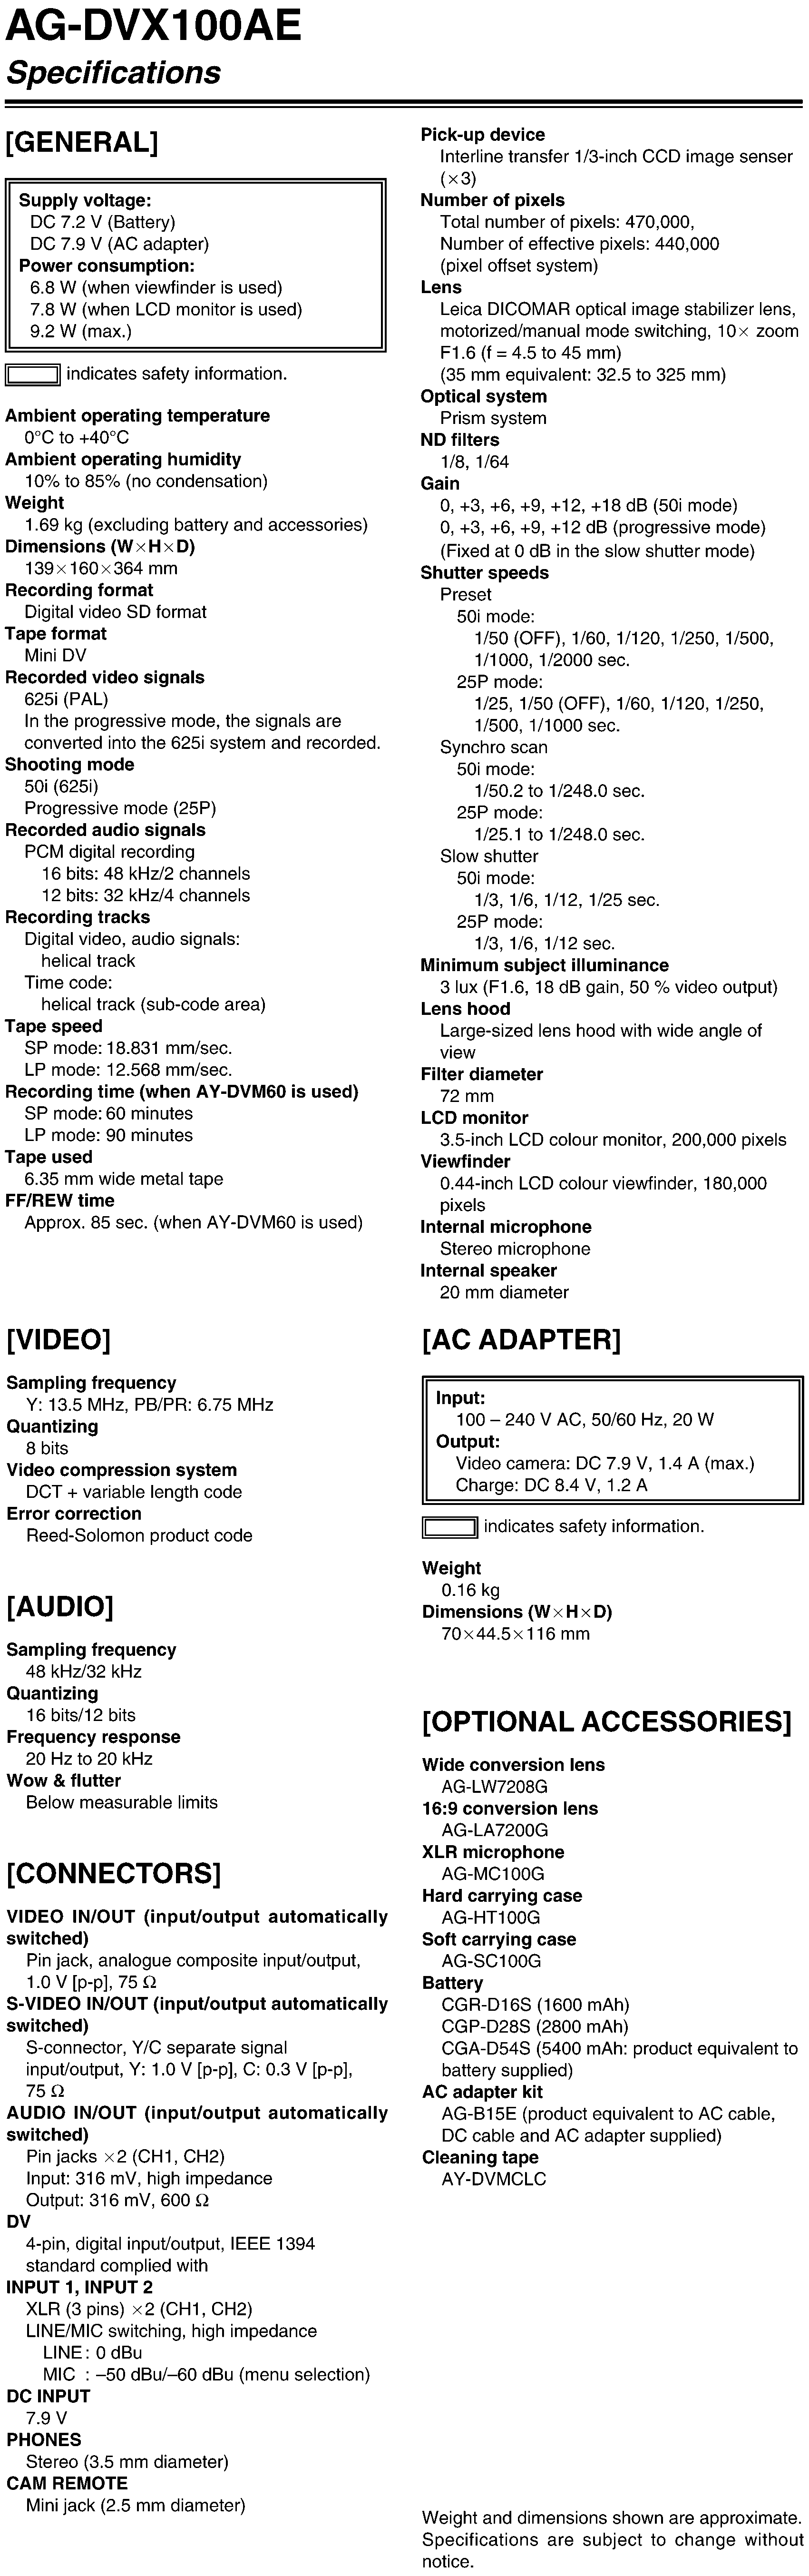 AG-DVX100AE
Specifications
[GENERAL]
Supply voltage:
DC 7.2 V (Battery)
DC 7.9 V (AC adapter)
Power consumption:
6.8 W (when viewfinder is used)
7.8 W (when LCD monitor is used)
9.2 W (max.)
indicates safety information.
Ambient operating temperature
0°C to +40°C
Ambient operating humidity
10% to 85% (no condensation)
Weight
1.69 kg (excluding battery and accessories)
Dimensions (W×H×D)
139×160×364 mm
Recording format
Digital video SD format
Tape format
Mini DV
Recorded video signals
625i (PAL)
In the progressive mode, the signals are
converted into the 625i system and recorded.
Shooting mode
50i (625i)
Progressive mode (25P)
Recorded audio signals
PCM digital recording
16 bits: 48 kHz/2 channels
12 bits: 32 kHz/4 channels
Recording tracks
Digital video, audio signals:
helical track
Time code:
helical track (sub-code area)
Tape speed
SP mode: 18.831 mm/sec.
LP mode: 12.568 mm/sec.
Recording time (when AY-DVM60 is used)
SP mode: 60 minutes
LP mode: 90 minutes
Tape used
6.35 mm wide metal tape
FF/REW time
Approx. 85 sec. (when AY-DVM60 is used)
Pick-up device
Interline transfer 1/3-inch CCD image senser
(×3)
Number of pixels
Total number of pixels: 470,000,
Number of effective pixels: 440,000
(pixel offset system)
Lens
Leica DICOMAR optical image stabilizer lens,
motorized/manual mode switching, 10× zoom
F1.6 (f = 4.5 to 45 mm)
(35 mm equivalent: 32.5 to 325 mm)
Optical system
Prism system
ND filters
1/8, 1/64
Gain
0, +3, +6, +9, +12, +18 dB (50i mode)
0, +3, +6, +9, +12 dB (progressive mode)
(Fixed at 0 dB in the slow shutter mode)
Shutter speeds
Preset
50i mode:
1/50 (OFF), 1/60, 1/120, 1/250, 1/500,
1/1000, 1/2000 sec.
25P mode:
1/25, 1/50 (OFF), 1/60, 1/120, 1/250,
1/500, 1/1000 sec.
Synchro scan
50i mode:
1/50.2 to 1/248.0 sec.
25P mode:
1/25.1 to 1/248.0 sec.
Slow shutter
50i mode:
1/3, 1/6, 1/12, 1/25 sec.
25P mode:
1/3, 1/6, 1/12 sec.
Minimum subject illuminance
3 lux (F1.6, 18 dB gain, 50 % video output)
Lens hood
Large-sized lens hood with wide angle of
view
Filter diameter
72 mm
LCD monitor
3.5-inch LCD colour monitor, 200,000 pixels
Viewfinder
0.44-inch LCD colour viewfinder, 180,000
pixels
Internal microphone
Stereo microphone
Internal speaker
20 mm diameter
[VIDEO]
Sampling frequency
Y: 13.5 MHz, PB/PR: 6.75 MHz
Quantizing
8 bits
Video compression system
DCT + variable length code
Error correction
Reed-Solomon product code
[AUDIO]
Sampling frequency
48 kHz/32 kHz
Quantizing
16 bits/12 bits
Frequency response
20 Hz to 20 kHz
Wow & flutter
Below measurable limits
[CONNECTORS]
VIDEO IN/OUT (input/output automatically
switched)
Pin jack, analogue composite input/output,
1.0 V [p-p], 75 Ω
S-VIDEO IN/OUT (input/output automatically
switched)
S-connector, Y/C separate signal
input/output, Y: 1.0 V [p-p], C: 0.3 V [p-p],
75 Ω
AUDIO IN/OUT (input/output automatically
switched)
Pin jacks ×2 (CH1, CH2)
Input: 316 mV, high impedance
Output: 316 mV, 600 Ω
DV
4-pin, digital input/output, IEEE 1394
standard complied with
INPUT 1, INPUT 2
XLR (3 pins) ×2 (CH1, CH2)
LINE/MIC switching, high impedance
LINE : 0 dBu
MIC : –50 dBu/–60 dBu (menu selection)
DC INPUT
7.9 V
PHONES
Stereo (3.5 mm diameter)
CAM REMOTE
Mini jack (2.5 mm diameter)
[AC ADAPTER]
Input:
100 – 240 V AC, 50/60 Hz, 20 W
Output:
Video camera: DC 7.9 V, 1.4 A (max.)
Charge: DC 8.4 V, 1.2 A
indicates safety information.
Weight
0.16 kg
Dimensions (W×H×D)
70×44.5×116 mm
[OPTIONAL ACCESSORIES]
Wide conversion lens
AG-LW7208G
16:9 conversion lens
AG-LA7200G
XLR microphone
AG-MC100G
Hard carrying case
AG-HT100G
Soft carrying case
AG-SC100G
Battery
CGR-D16S (1600 mAh)
CGP-D28S (2800 mAh)
CGA-D54S (5400 mAh: product equivalent to
battery supplied)
AC adapter kit
AG-B15E (product equivalent to AC cable,
DC cable and AC adapter supplied)
Cleaning tape
AY-DVMCLC
Weight and dimensions shown are approximate.
Specifications are subject to change without
notice.